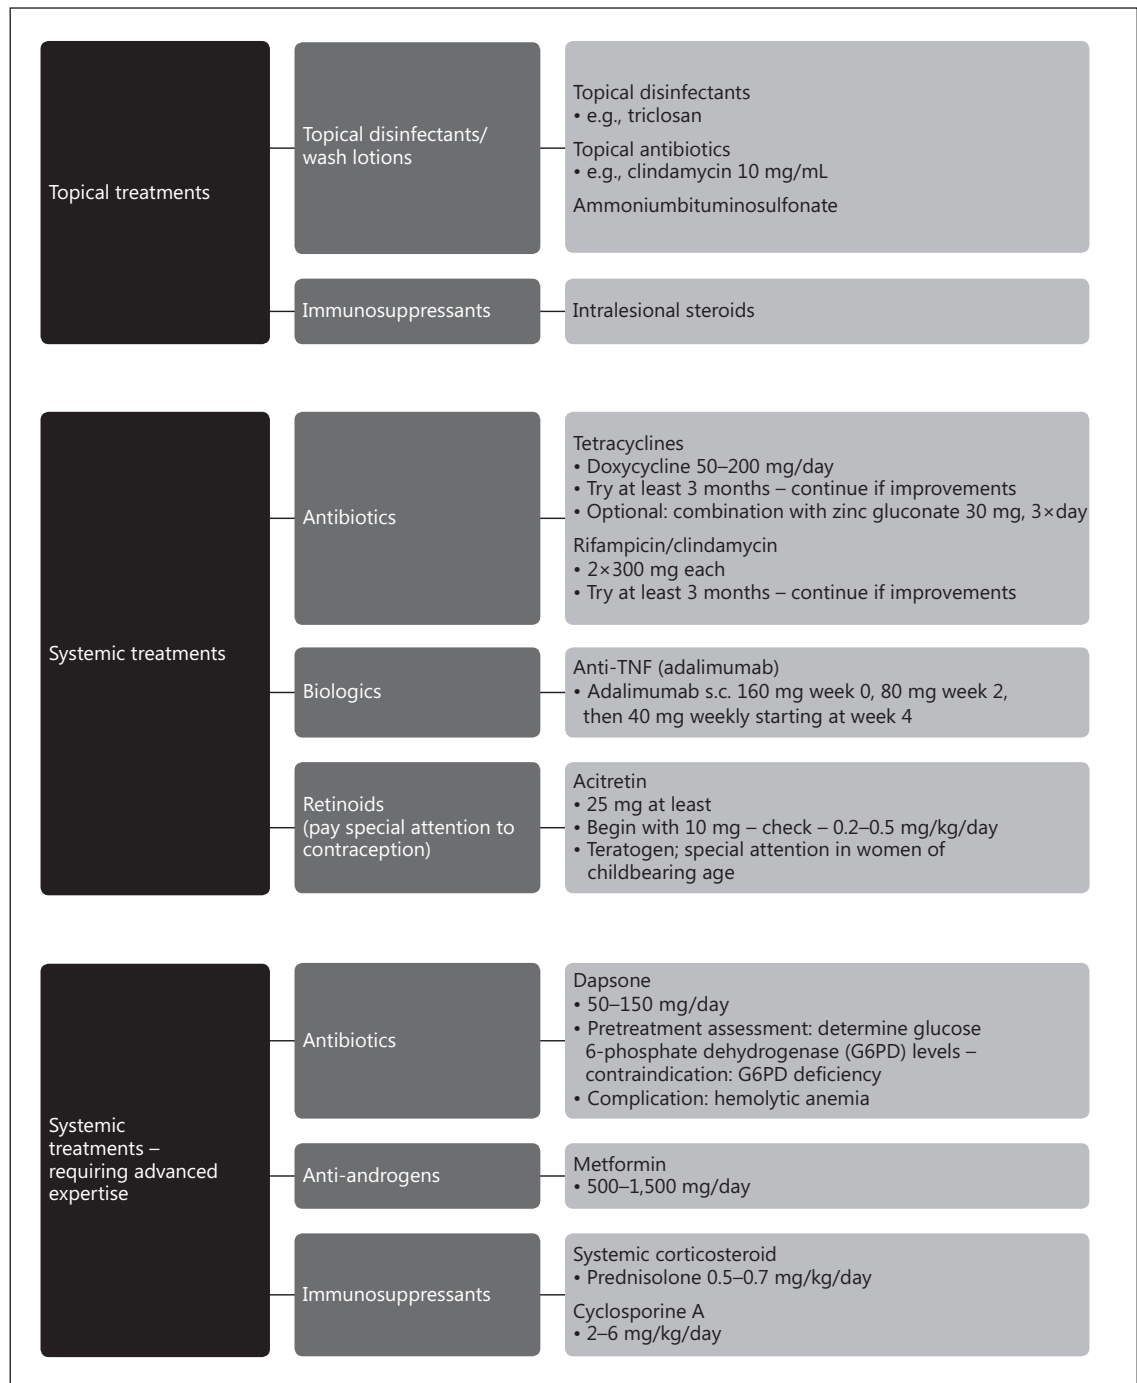 Topical treatments
Topical disinfectants/
wash lotions
Topical disinfectants
• e.g., triclosan
Topical antibiotics
• e.g., clindamycin 10 mg/mL
Ammoniumbituminosulfonate
Immunosuppressants
Intralesional steroids
Systemic treatments
Antibiotics
Tetracyclines
• Doxycycline 50–200 mg/day
• Try at least 3 months – continue if improvements
• Optional: combination with zinc gluconate 30 mg, 3×day
Rifampicin/clindamycin
• 2×300 mg each
• Try at least 3 months – continue if improvements
Biologics
Anti-TNF (adalimumab)
• Adalimumab s.c. 160 mg week 0, 80 mg week 2,
then 40 mg weekly starting at week 4
Retinoids
(pay special attention to
contraception)
Acitretin
• 25 mg at least
• Begin with 10 mg – check – 0.2–0.5 mg/kg/day
• Teratogen; special attention in women of
childbearing age
Systemic
treatments –
requiring advanced
expertise
Antibiotics
Dapsone
• 50–150 mg/day
• Pretreatment assessment: determine glucose
6-phosphate dehydrogenase (G6PD) levels –
contraindication: G6PD deficiency
• Complication: hemolytic anemia
Anti-androgens
Metformin
• 500–1,500 mg/day
Immunosuppressants
Systemic corticosteroid
• Prednisolone 0.5–0.7 mg/kg/day
Cyclosporine A
• 2–6 mg/kg/day